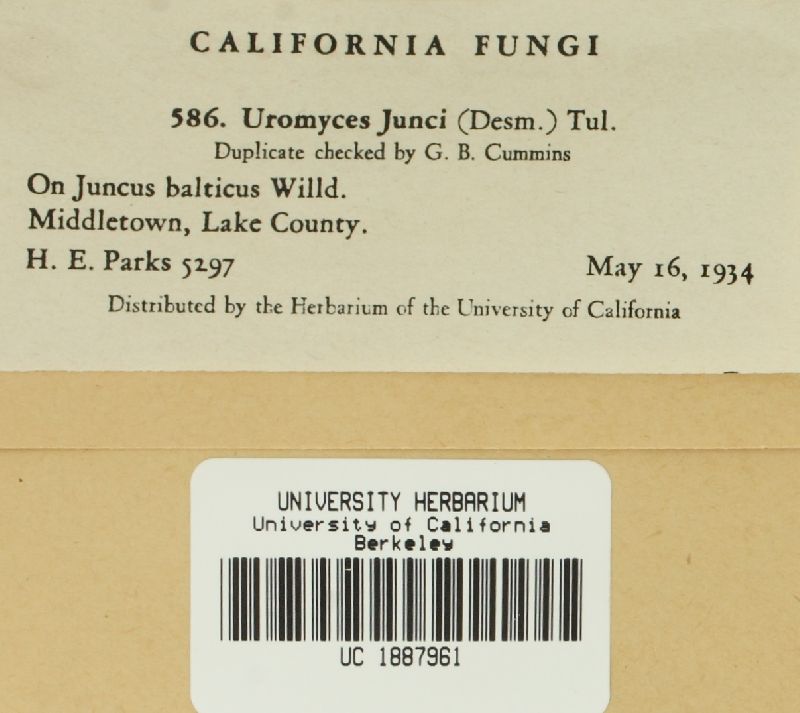 CALIFORNIA FUNGI
586. Uromyces Junci (Desm.) Tul.
Duplicate checked by G. B. Cummins
On Juncus balticus Willd.
Middletown, Lake County.
H. E. Parks 5297 May 16, 1934
Distributed by the Herbarium of the University of California
UNIVERSITY HERBARIUM
University of California
Berkeley
UC 1887961